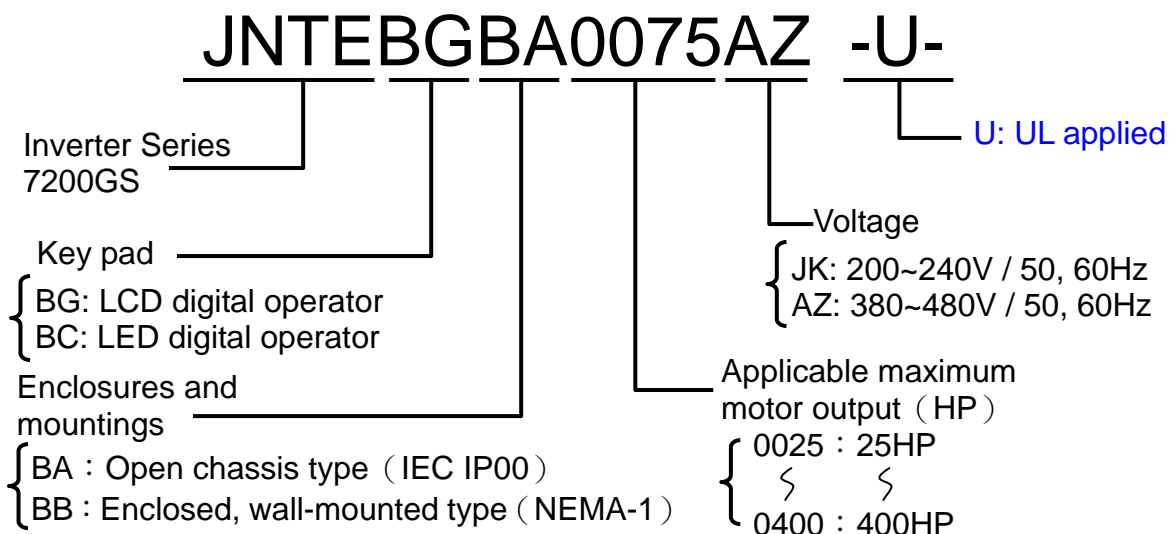 JNTEBGBA0075AZ -U-
U: UL applied
Inverter Series
7200GS
Voltage
JK: 200~240V / 50, 60Hz
AZ: 380~480V / 50, 60Hz
Key pad
BG: LCD digital operator
BC: LED digital operator
Enclosures and
mountings
BA：Open chassis type（IEC IP00）
BB：Enclosed, wall-mounted type（NEMA-1）
Applicable maximum
motor output（HP）
0025：25HP
0400：400HP